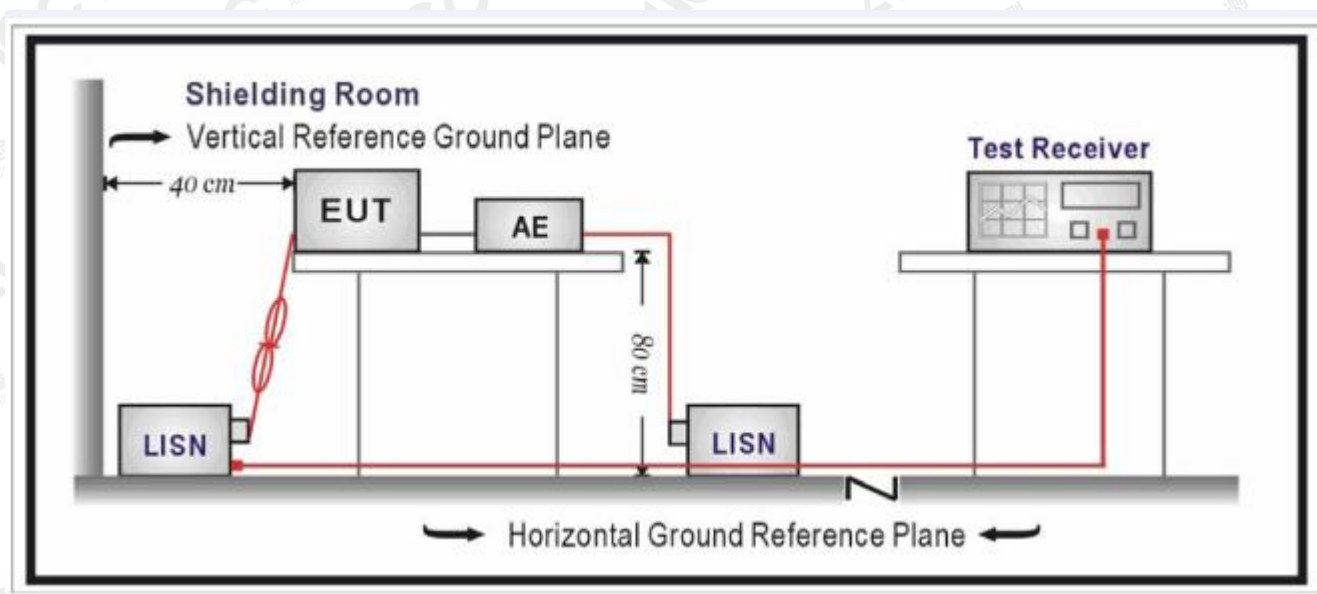 Shielding Room
Vertical Reference Ground Plane
Test Receiver
40 cm
EUT
AE
80 cm
LISN
LISN
Horizontal Ground Reference Plane